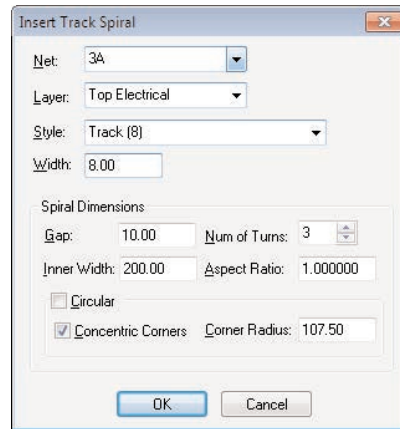 Insert Track Spiral
Net: 3A
Layer: Top Electrical
Style: Track (8)
Width: 8.00
Spiral Dimensions
Gap: 10.00 Num of Turns: 3
Inner Width: 200.00 Aspect Ratio: 1.000000
Circular
Concentric Corners Corner Radius: 107.50
OK Cancel